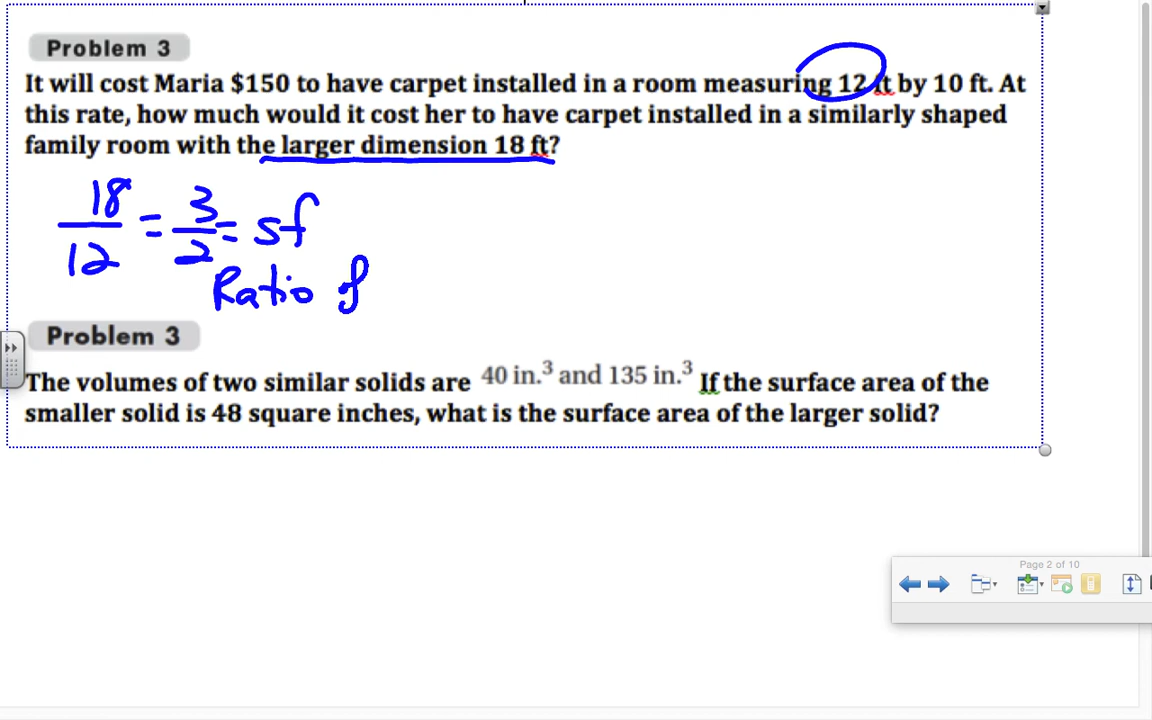 Problem 3
It will cost Maria $150 to have carpet installed in a room measuring 12 ft by 10 ft. At
this rate, how much would it cost her to have carpet installed in a similarly shaped
family room with the larger dimension 18 ft?
18/12 = 3/2 = sf
Ratio of
Problem 3
The volumes of two similar solids are 40 in.³ and 135 in.³ If the surface area of the
smaller solid is 48 square inches, what is the surface area of the larger solid?
Page 2 of 10